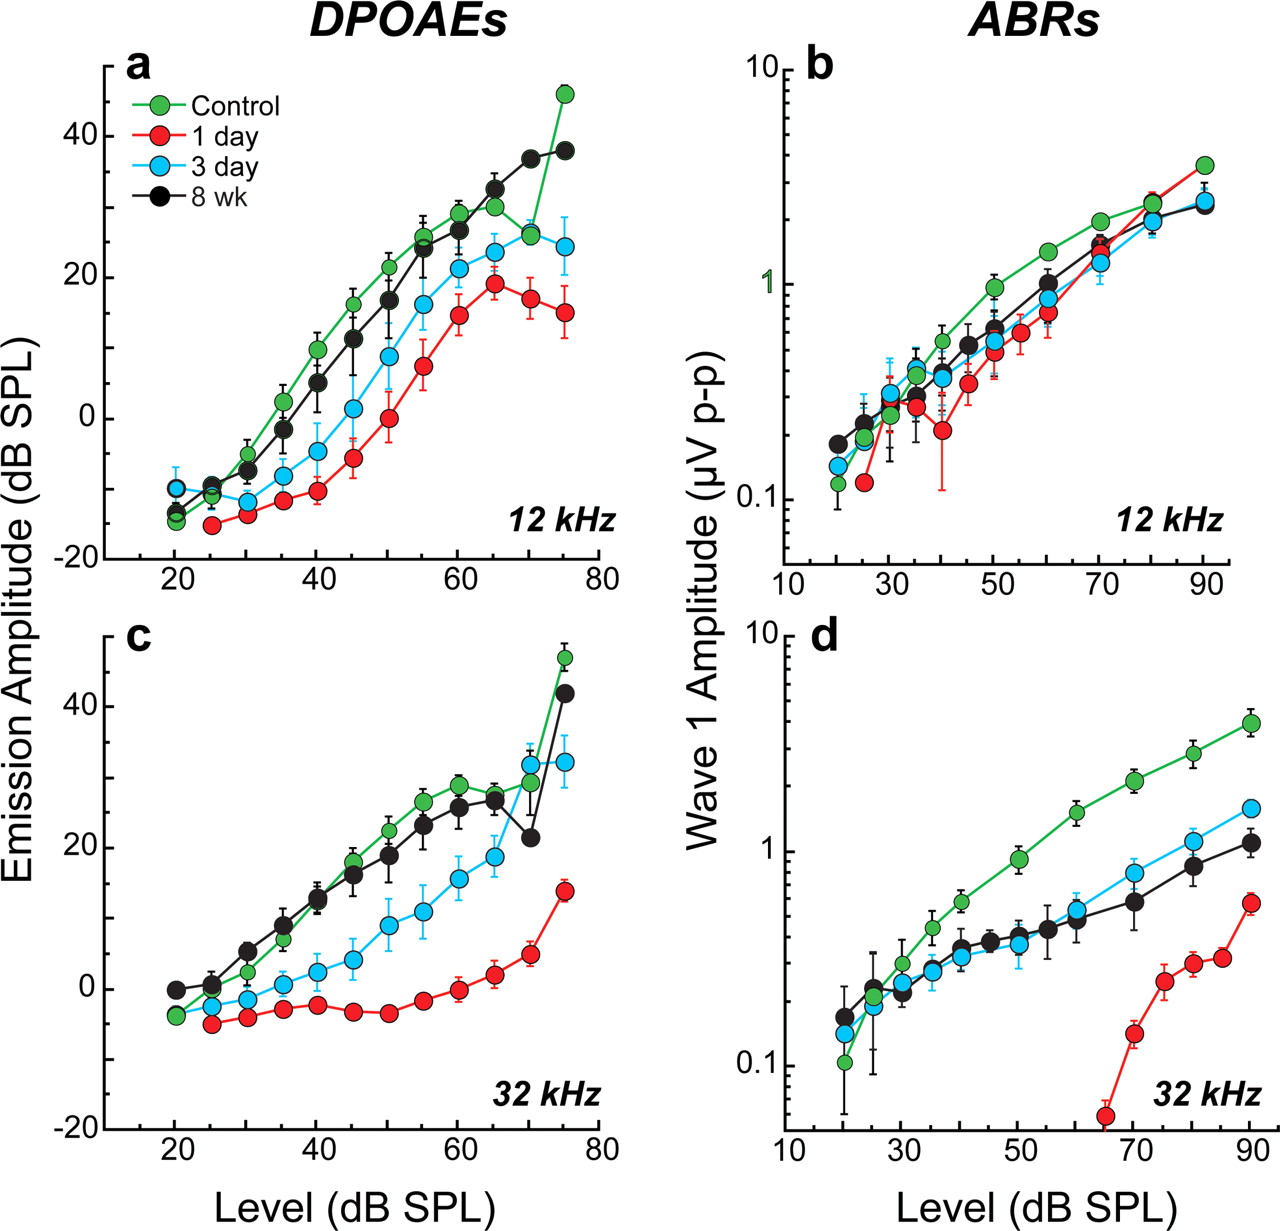 DPOAEs
ABRs
a
Control
1 day
3 day
8 wk
40
20
0
-20
20
40
60
80
12 kHz
b
10
1
0.1
10
30
50
70
90
12 kHz
c
40
20
0
-20
20
40
60
80
32 kHz
d
10
1
0.1
10
30
50
70
90
32 kHz
Emission Amplitude (dB SPL)
Wave 1 Amplitude (µV p-p)
Level (dB SPL)
Level (dB SPL)